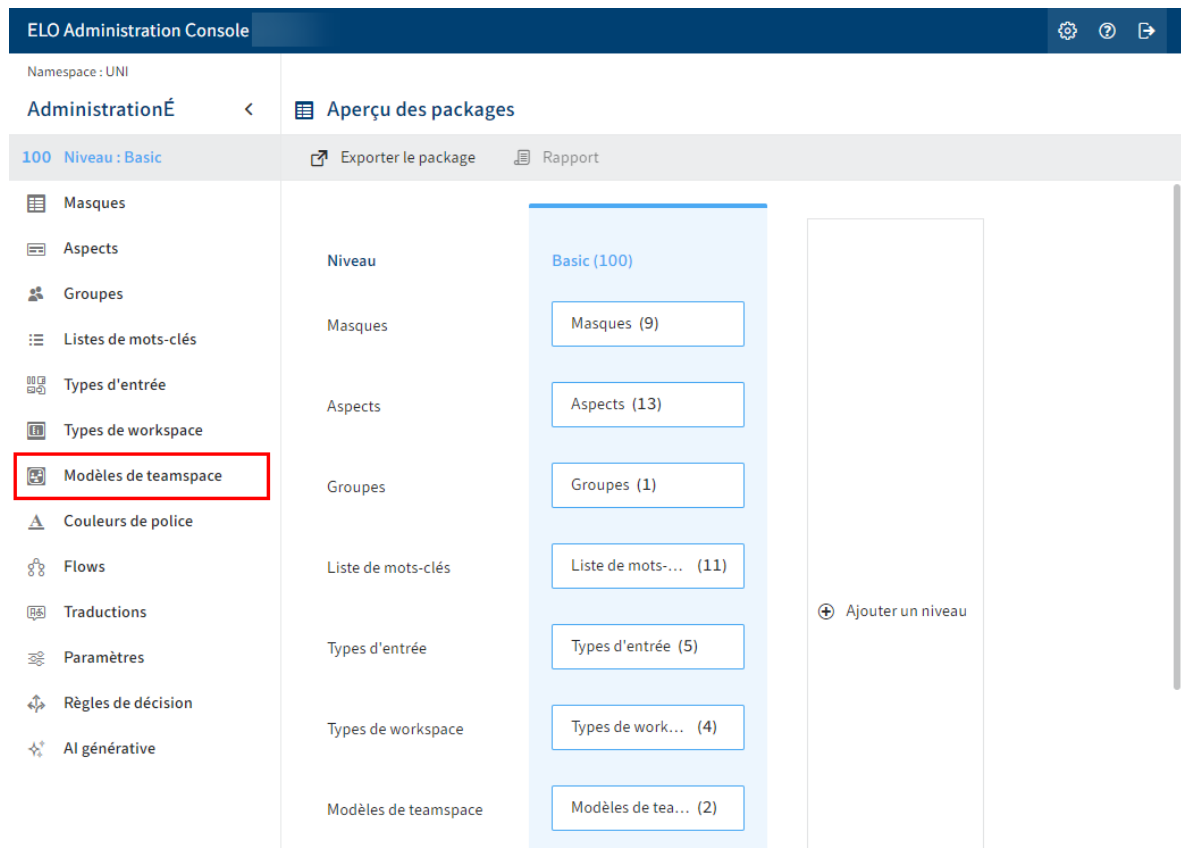 ELO Administration Console
Namespace : UNI
AdministrationÉ
Aperçu des packages
100 Niveau : Basic
Exporter le package
Rapport
Masques
Aspects
Groupes
Listes de mots-clés
Types d'entrée
Types de workspace
Modèles de teamspace
Couleurs de police
Flows
Traductions
Paramètres
Règles de décision
AI générative
Niveau
Basic (100)
Masques
Masques (9)
Aspects
Aspects (13)
Groupes
Groupes (1)
Liste de mots-clés
Liste de mots-... (11)
Types d'entrée
Types d'entrée (5)
Types de workspace
Types de work... (4)
Modèles de teamspace
Modèles de tea... (2)
Ajouter un niveau